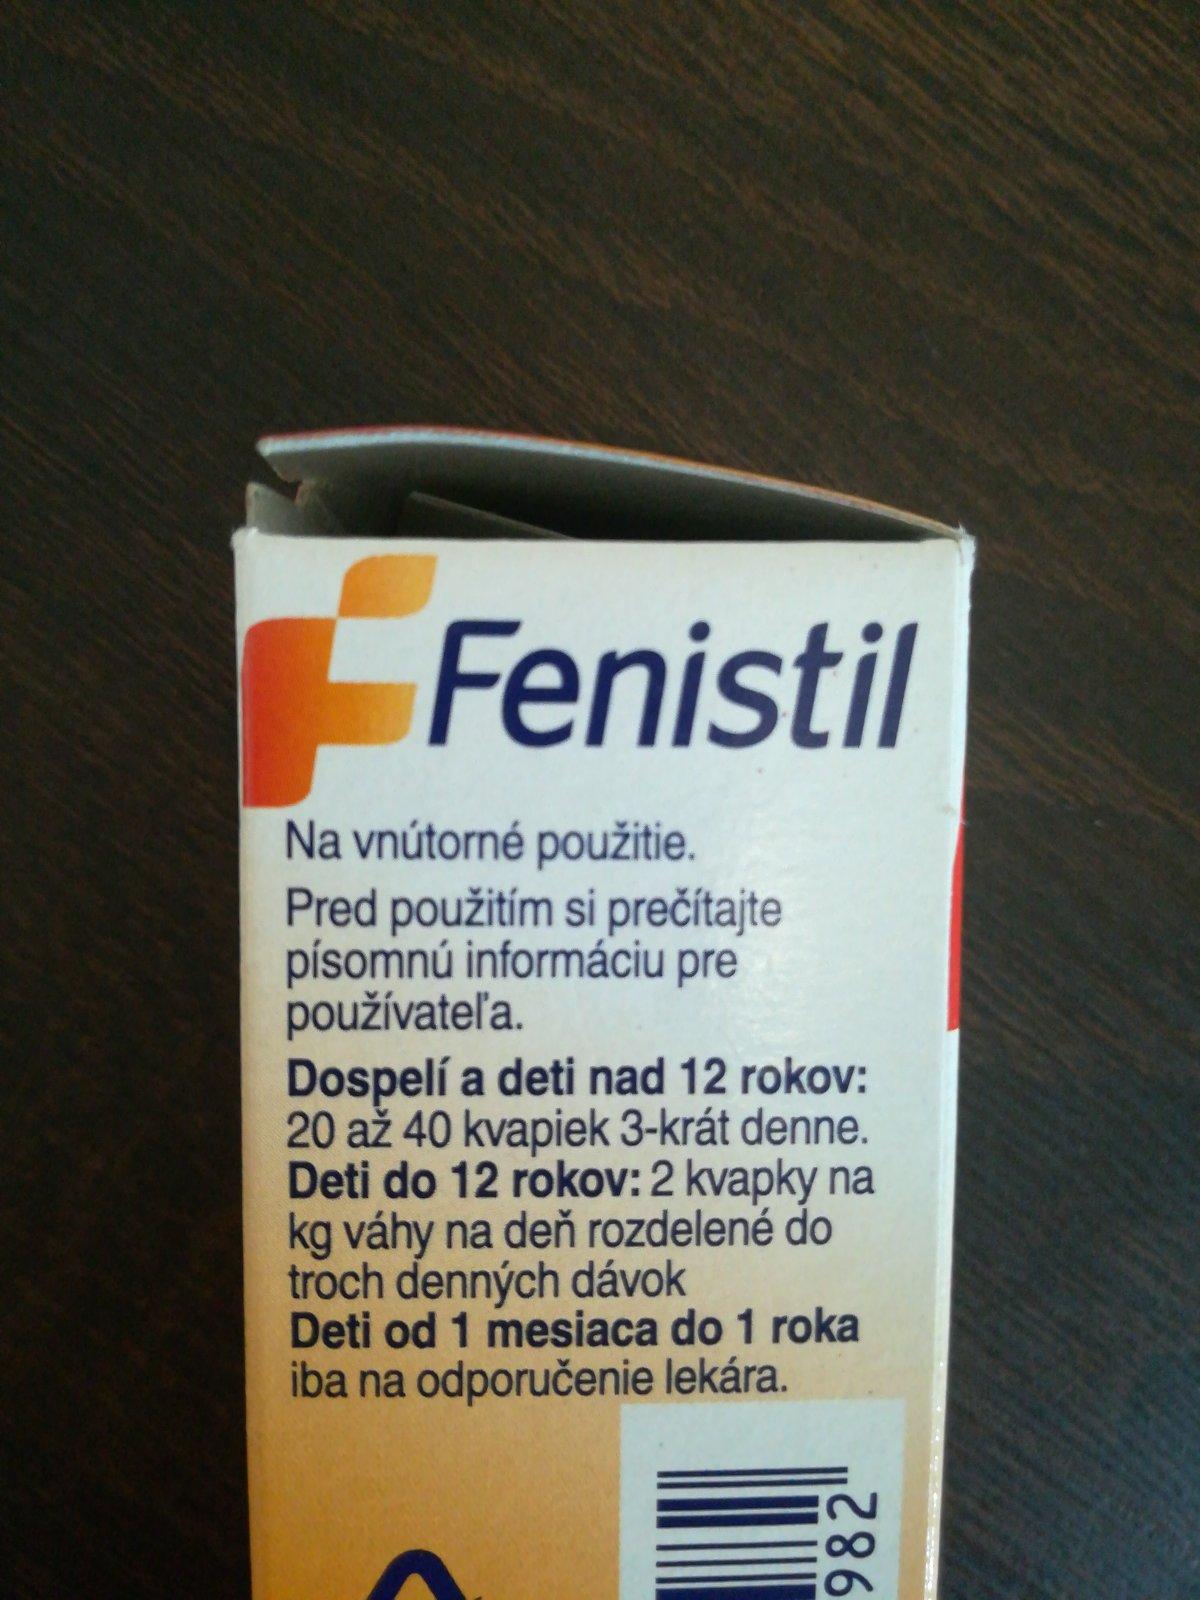 Fenistil
Na vnútorné použitie.
Pred použitím si prečítajte
písomnú informáciu pre
používateľa.
Dospelí a deti nad 12 rokov:
20 až 40 kvapiek 3-krát denne.
Deti do 12 rokov: 2 kvapky na
kg váhy na deň rozdelené do
troch denných dávok
Deti od 1 mesiaca do 1 roka
iba na odporučenie lekára.
982